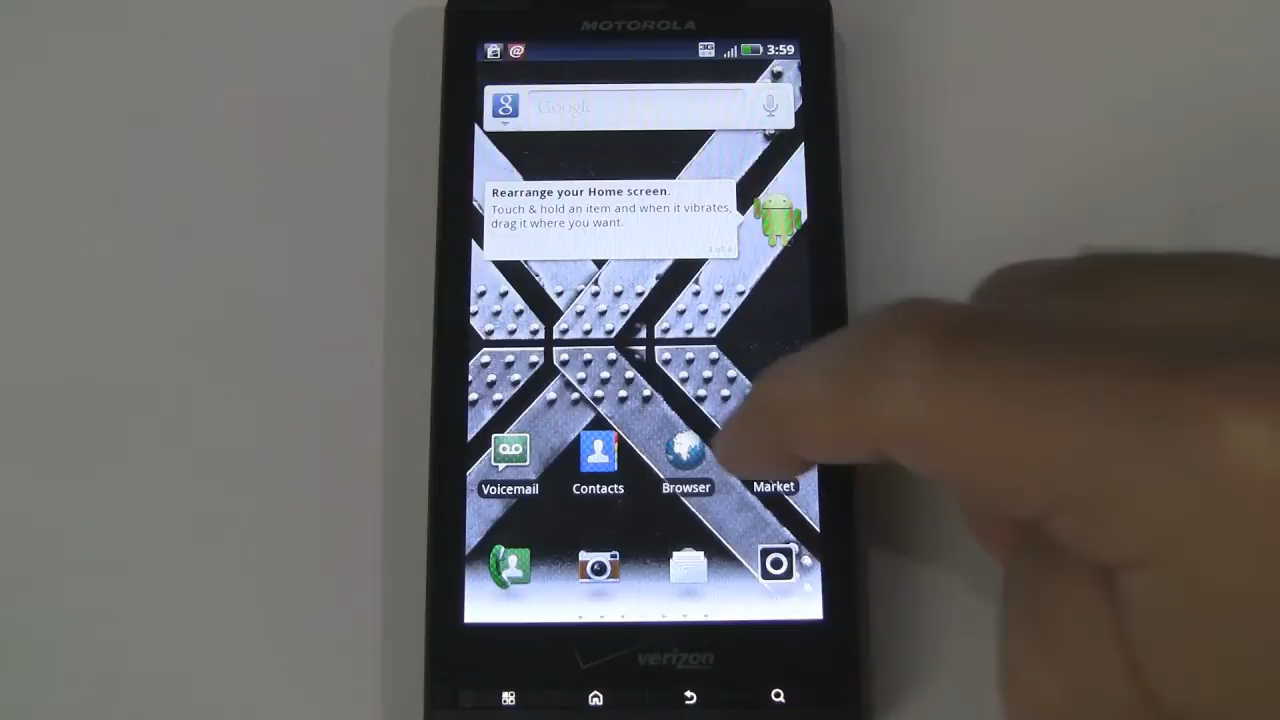 MOTOROLA
@ 3G 3:59
g Google
Rearrange your Home screen.
Touch & hold an item and when it vibrates,
drag it where you want.
Voicemail Contacts Browser Market
verizon